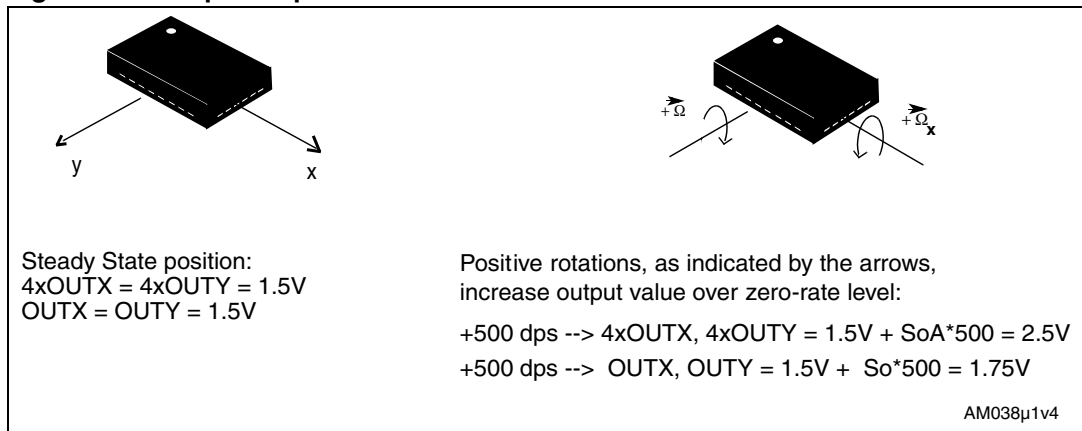 y
x
+Ω
+Ωx
Steady State position:
4xOUTX = 4xOUTY = 1.5V
OUTX = OUTY = 1.5V
Positive rotations, as indicated by the arrows,
increase output value over zero-rate level:
+500 dps --> 4xOUTX, 4xOUTY = 1.5V + SoA*500 = 2.5V
+500 dps --> OUTX, OUTY = 1.5V + So*500 = 1.75V
AM038µ1v4